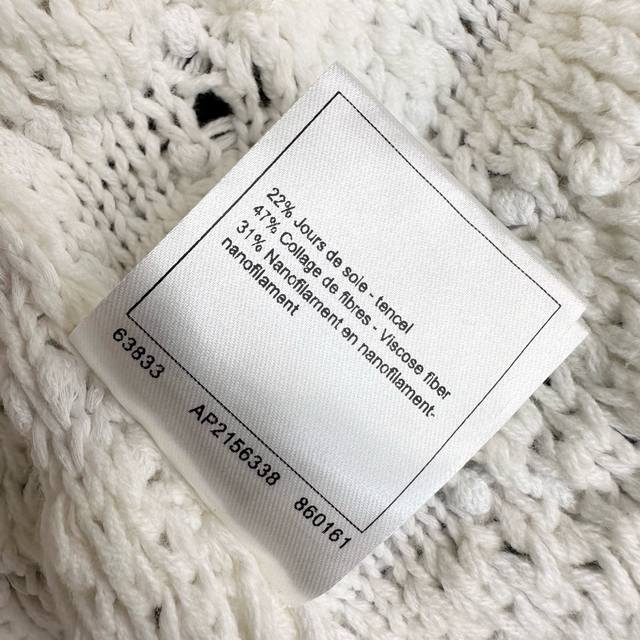 22% Jours de soie - tencel
47% Collage de fibres - Viscose fiber
31% Nanofilament en nanofilament-
nanofilament
63833 AP2156338 860161